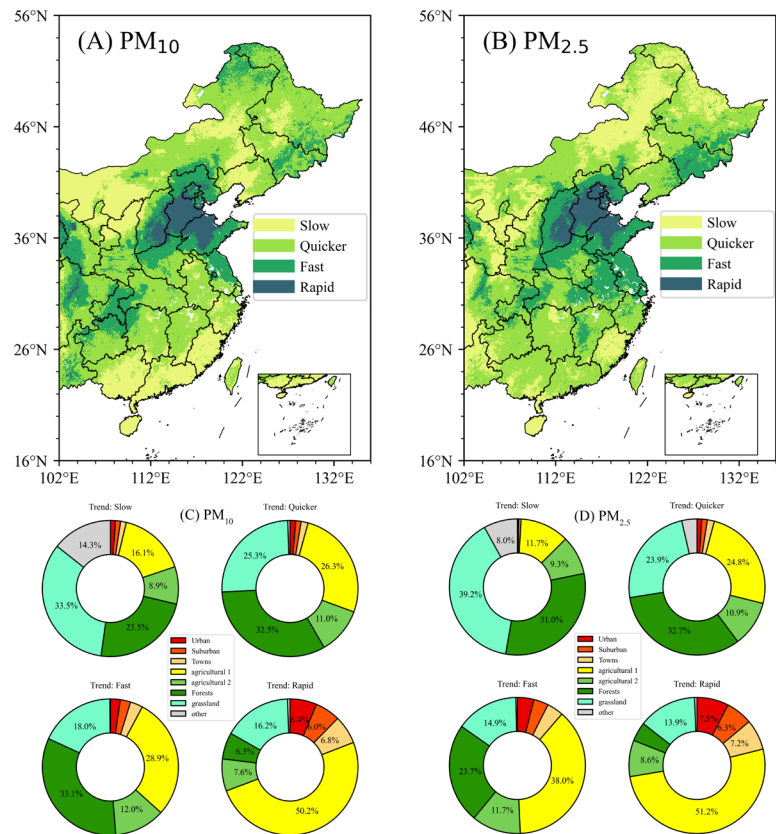 (A) PM10
56°N
46°N
36°N
26°N
16°N
102°E
112°E
122°E
132°E
Slow
Quicker
Fast
Rapid
(B) PM2.5
56°N
46°N
36°N
26°N
16°N
102°E
112°E
122°E
132°E
Slow
Quicker
Fast
Rapid
(C) PM10
Trend: Slow
14.3%
16.1%
8.9%
23.5%
33.5%
Trend: Quicker
25.3%
26.3%
11.0%
32.5%
Urban
Suburban
Towns
agricultural 1
agricultural 2
Forests
grassland
other
Trend: Fast
18.0%
28.9%
12.0%
33.1%
Trend: Rapid
16.2%
6.4%
6.0%
6.8%
6.3%
7.6%
50.2%
(D) PM2.5
Trend: Slow
8.0%
11.7%
9.3%
31.0%
39.2%
Trend: Quicker
23.9%
24.8%
10.9%
32.7%
Urban
Suburban
Towns
agricultural 1
agricultural 2
Forests
grassland
other
Trend: Fast
14.9%
38.0%
11.7%
23.7%
Trend: Rapid
13.9%
7.5%
6.3%
7.2%
8.6%
51.2%